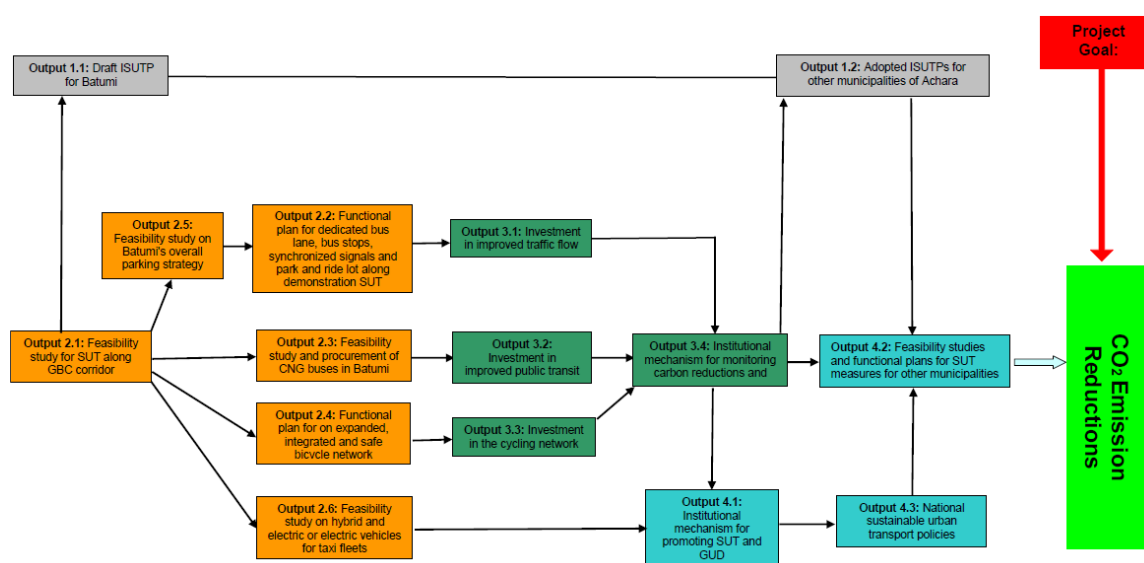 Project
Goal:
Output 1.1: Draft ISUTP
for Batumi
Output 1.2: Adopted ISUTPs for
other municipalities of Achara
Output 2.5:
Feasibility study on
Batumi's overall
parking strategy
Output 2.2: Functional
plan for dedicated bus
lane, bus stops,
synchronized signals and
park and ride lot along
demonstration SUT
Output 3.1: Investment
in improved traffic flow
Output 2.1: Feasibility
study for SUT along
GBC corridor
Output 2.3: Feasibility
study and procurement of
CNG buses in Batumi
Output 3.2:
Investment in
improved public transit
Output 3.4: Institutional
mechanism for monitoring
carbon reductions and
Output 4.2: Feasibility studies
and functional plans for SUT
measures for other municipalities
Output 2.4: Functional
plan for on expanded,
integrated and safe
bicycle network
Output 3.3: Investment
in the cycling network
Output 2.6: Feasibility
study on hybrid and
electric or electric vehicles
for taxi fleets
Output 4.1:
Institutional
mechanism for
promoting SUT and
GUD
Output 4.3: National
sustainable urban
transport policies
CO2 Emission
Reductions